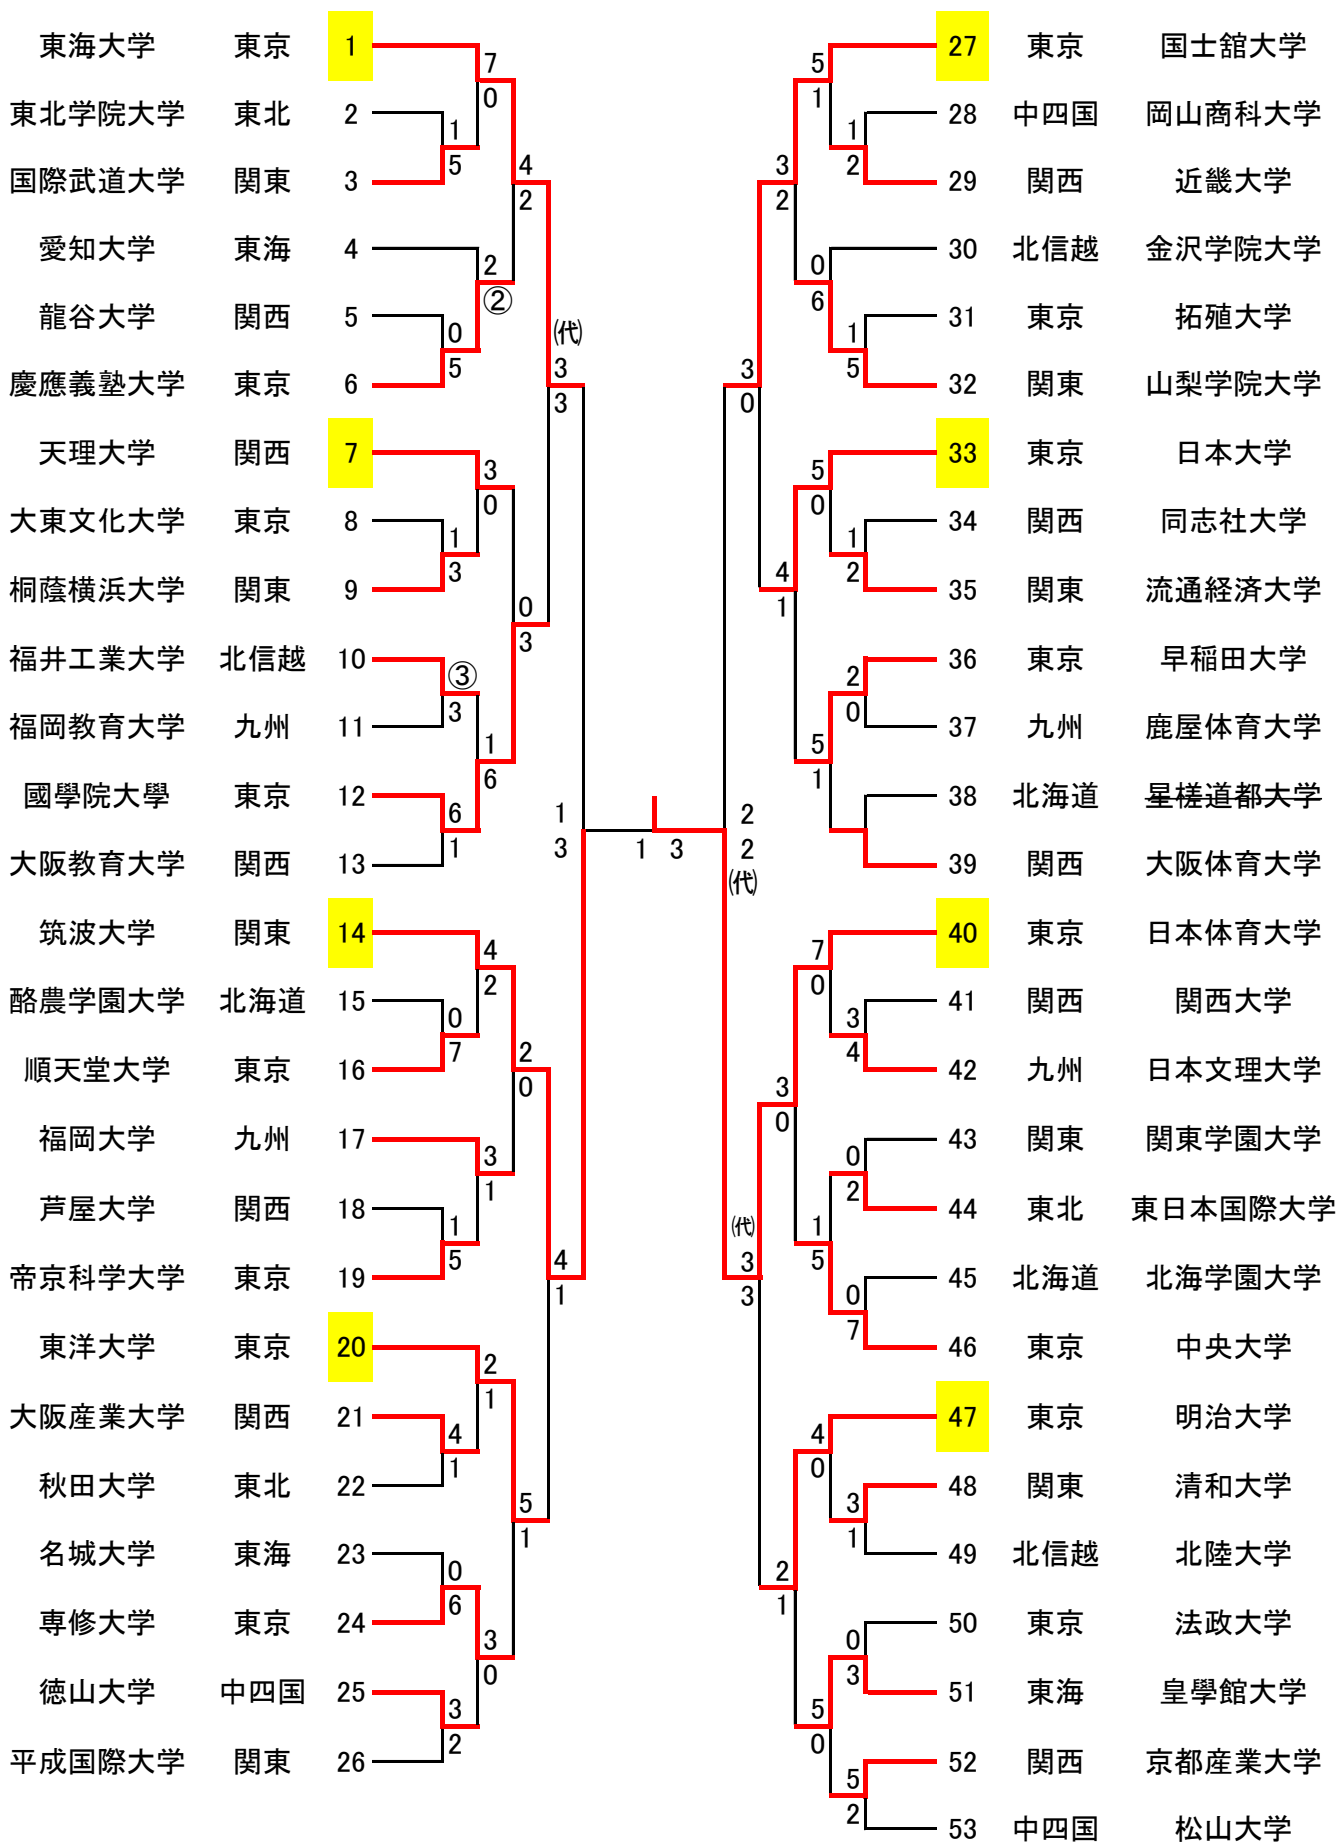 東海大学 東京 1
7
0
東北学院大学 東北 2
1
5
国際武道大学 関東 3
4
2
愛知大学 東海 4
2
②
龍谷大学 関西 5
0
5
慶應義塾大学 東京 6
(代)
3
3
天理大学 関西 7
3
0
大東文化大学 東京 8
1
3
桐蔭横浜大学 関東 9
0
3
福井工業大学 北信越 10
③
3
福岡教育大学 九州 11
1
6
國學院大學 東京 12
6
1
大阪教育大学 関西 13
1
3
筑波大学 関東 14
4
2
酪農学園大学 北海道 15
0
7
順天堂大学 東京 16
2
0
福岡大学 九州 17
3
1
芦屋大学 関西 18
1
5
帝京科学大学 東京 19
4
1
東洋大学 東京 20
2
1
大阪産業大学 関西 21
4
1
秋田大学 東北 22
5
1
名城大学 東海 23
0
6
専修大学 東京 24
3
0
徳山大学 中四国 25
3
2
平成国際大学 関東 26
1 3
27 東京 国士舘大学
5
1
28 中四国 岡山商科大学
1
2
29 関西 近畿大学
3
2
30 北信越 金沢学院大学
0
6
31 東京 拓殖大学
1
5
32 関東 山梨学院大学
3
0
33 東京 日本大学
5
0
34 関西 同志社大学
1
2
35 関東 流通経済大学
4
1
36 東京 早稲田大学
2
0
37 九州 鹿屋体育大学
5
1
38 北海道 星槎道都大学
39 関西 大阪体育大学
2
2
(代)
40 東京 日本体育大学
7
0
41 関西 関西大学
3
4
42 九州 日本文理大学
3
0
43 関東 関東学園大学
0
2
44 東北 東日本国際大学
1
5
45 北海道 北海学園大学
0
7
46 東京 中央大学
(代)
3
3
47 東京 明治大学
4
0
48 関東 清和大学
3
1
49 北信越 北陸大学
2
1
50 東京 法政大学
0
3
51 東海 皇學館大学
5
0
52 関西 京都産業大学
5
2
53 中四国 松山大学